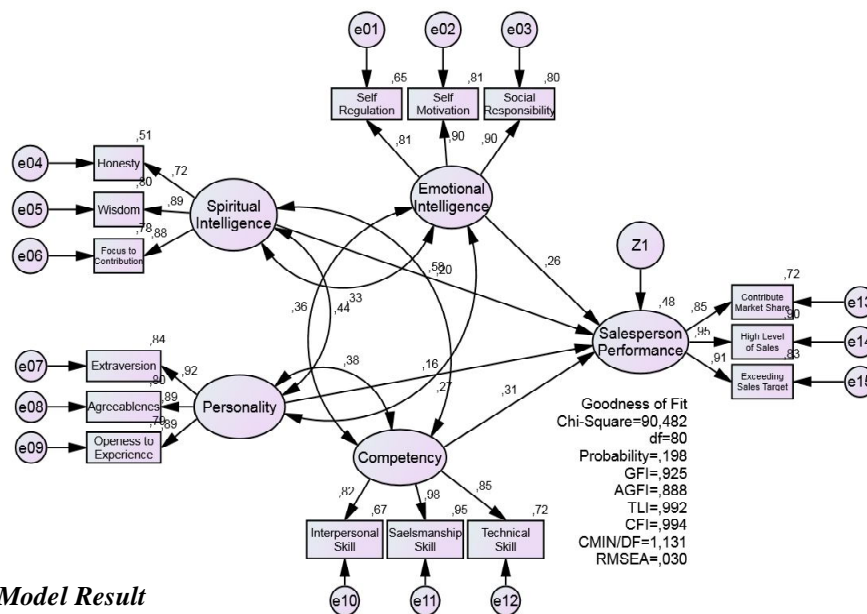 e01
e02
e03
,65
,81
,80
Self
Regulation
Self
Motivation
Social
Responsibility
,81
,90
,90
Emotional
Intelligence
e04
Honesty
,51
,72
e05
Wisdom
,80
,89
e06
Focus to
Contribution
,78
,88
Spiritual
Intelligence
Z1
,26
,58
,20
,33
,44
,36
,48
Salesperson
Performance
,72
,85
Contribute
Market Share
e13
,90
,95
High Level
of Sales
e14
,83
,91
Exceeding
Sales Target
e15
e07
Extraversion
,84
,92
e08
Agreeablenes
,80
,89
e09
Openess to
Experience
,79
,89
Personality
,38
,16
,27
,31
Competency
,82
,98
,85
,67
,95
,72
Interpersonal
Skill
Saelsmanship
Skill
Technical
Skill
e10
e11
e12
Goodness of Fit
Chi-Square=90,482
df=80
Probability=,198
GFI=,925
AGFI=,888
TLI=,992
CFI=,994
CMIN/DF=1,131
RMSEA=,030
Model Result